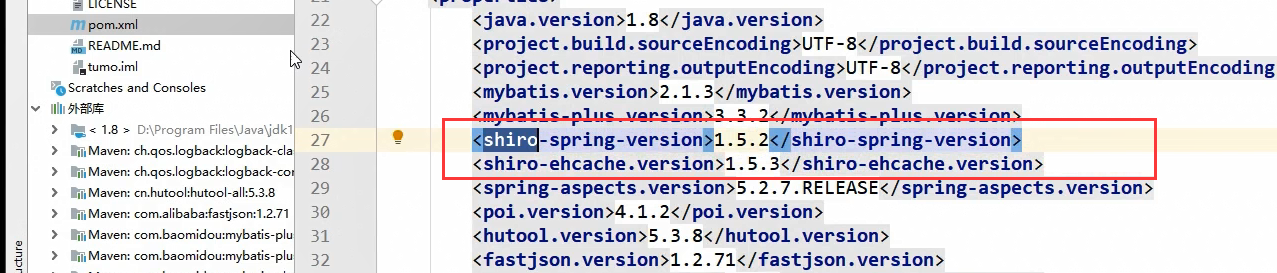 LICENSE
pom.xml
README.md
tumo.iml
Scratches and Consoles
外部库
< 1.8 > D:\Program Files\Java\jdk1
Maven: ch.qos.logback:logback-cla
Maven: ch.qos.logback:logback-cor
Maven: cn.hutool:hutool-all:5.3.8
Maven: com.alibaba:fastjson:1.2.71
Maven: com.baomidou:mybatis-plu
Maven: com.baomidou:mybatis-plu
ructure
21 <properties>
22 <java.version>1.8</java.version>
23 <project.build.sourceEncoding>UTF-8</project.build.sourceEncoding>
24 <project.reporting.outputEncoding>UTF-8</project.reporting.outputEncoding
25 <mybatis.version>2.1.3</mybatis.version>
26 <mybatis-plus.version>3.3.2</mybatis-plus.version>
27 <shiro-spring-version>1.5.2</shiro-spring-version>
28 <shiro-ehcache.version>1.5.3</shiro-ehcache.version>
29 <spring-aspects.version>5.2.7.RELEASE</spring-aspects.version>
30 <poi.version>4.1.2</poi.version>
31 <hutool.version>5.3.8</hutool.version>
32 <fastjson.version>1.2.71</fastjson.version>